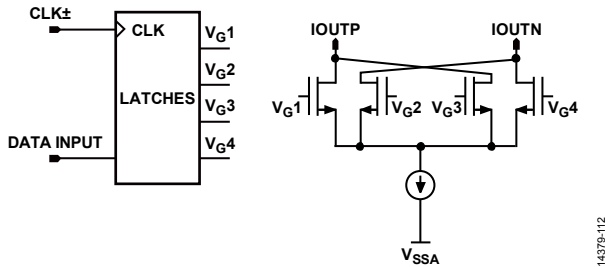 CLK±
CLK
LATCHES
DATA INPUT
VG1
VG2
VG3
VG4
IOUTP
IOUTN
VG1
VG2
VG3
VG4
VSSA
14379-112